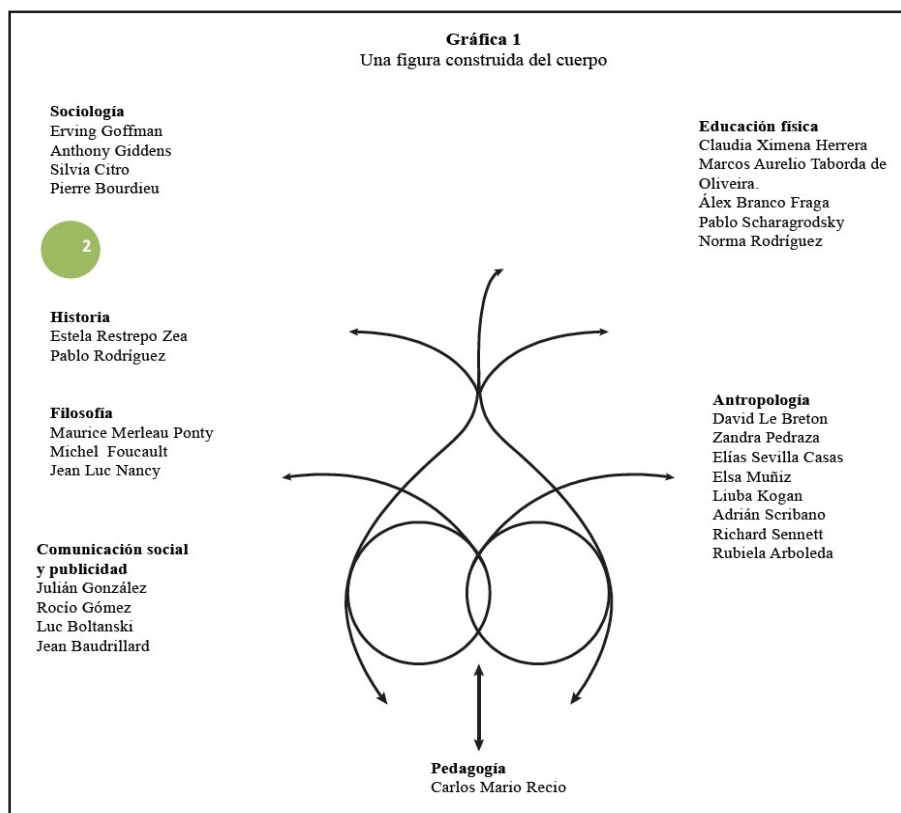 Gráfica 1
Una figura construida del cuerpo
Sociología
Erving Goffman
Anthony Giddens
Silvia Citro
Pierre Bourdieu
2
Historia
Estela Restrepo Zea
Pablo Rodríguez
Filosofía
Maurice Merleau Ponty
Michel Foucault
Jean Luc Nancy
Comunicación social
y publicidad
Julián González
Rocío Gómez
Luc Boltanski
Jean Baudrillard
Educación física
Claudia Ximena Herrera
Marcos Aurelio Taborda de
Oliveira.
Álex Branco Fraga
Pablo Scharagrodsky
Norma Rodríguez
Antropología
David Le Breton
Zandra Pedraza
Elías Sevilla Casas
Elsa Muñiz
Liuba Kogan
Adrián Scribano
Richard Sennett
Rubiela Arboleda
Pedagogía
Carlos Mario Recio